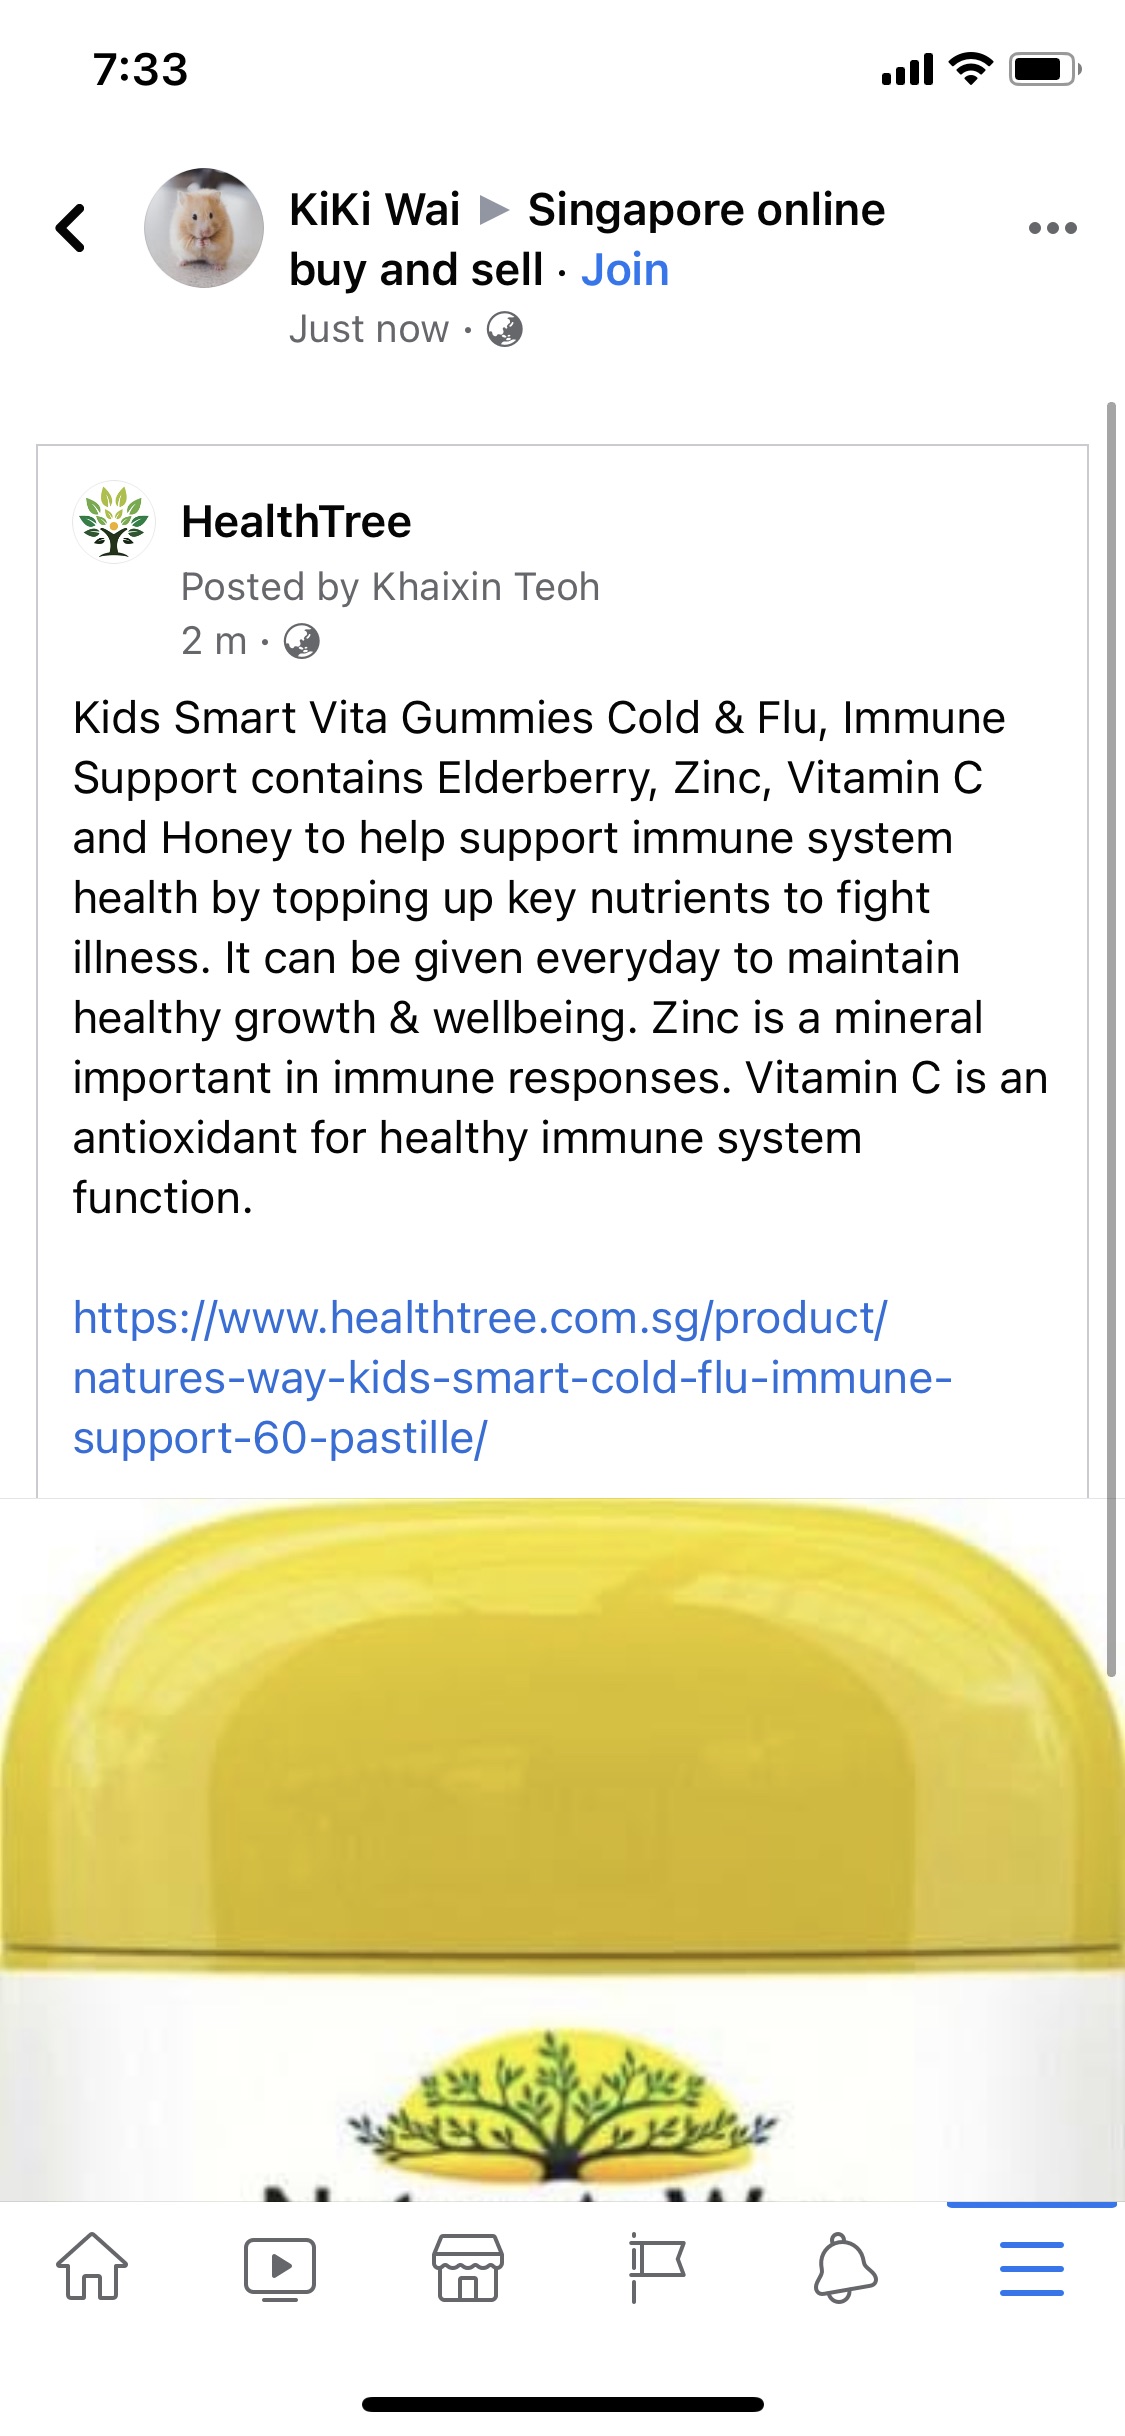 7:33
KiKi Wai ▶ Singapore online
buy and sell · Join
Just now ·
HealthTree
Posted by Khaixin Teoh
2 m ·
Kids Smart Vita Gummies Cold & Flu, Immune
Support contains Elderberry, Zinc, Vitamin C
and Honey to help support immune system
health by topping up key nutrients to fight
illness. It can be given everyday to maintain
healthy growth & wellbeing. Zinc is a mineral
important in immune responses. Vitamin C is an
antioxidant for healthy immune system
function.
https://www.healthtree.com.sg/product/
natures-way-kids-smart-cold-flu-immune-
support-60-pastille/